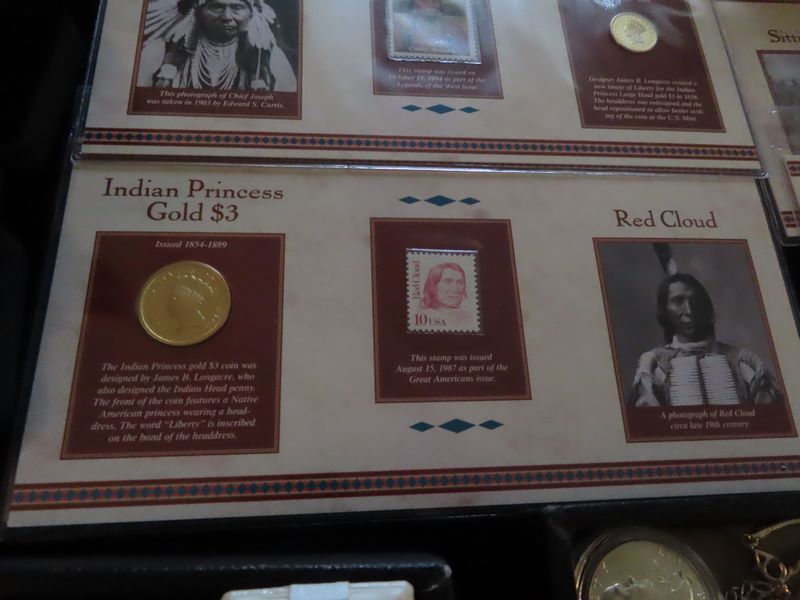 This photograph of Chief Joseph
was taken in 1903 by Edward S. Curtis.
This stamp was issued on
October 18, 1994 as part of the
Legends of the West issue.
Designer James B. Longacre created a
new image of Liberty for the Indian
Princess Large Head gold $1 in 1856.
The headdress was redesigned and the
head repositioned to allow better strik-
ing of the coin at the U.S. Mint.
Sitti
Indian Princess
Gold $3
Issued 1854-1889
The Indian Princess gold $3 coin was
designed by James B. Longacre, who
also designed the Indian Head penny.
The front of the coin features a Native
American princess wearing a head-
dress. The word "Liberty" is inscribed
on the band of the headdress.
Red Cloud
10 USA
This stamp was issued
August 15, 1987 as part of the
Great Americans issue.
Red Cloud
A photograph of Red Cloud
circa late 19th century.